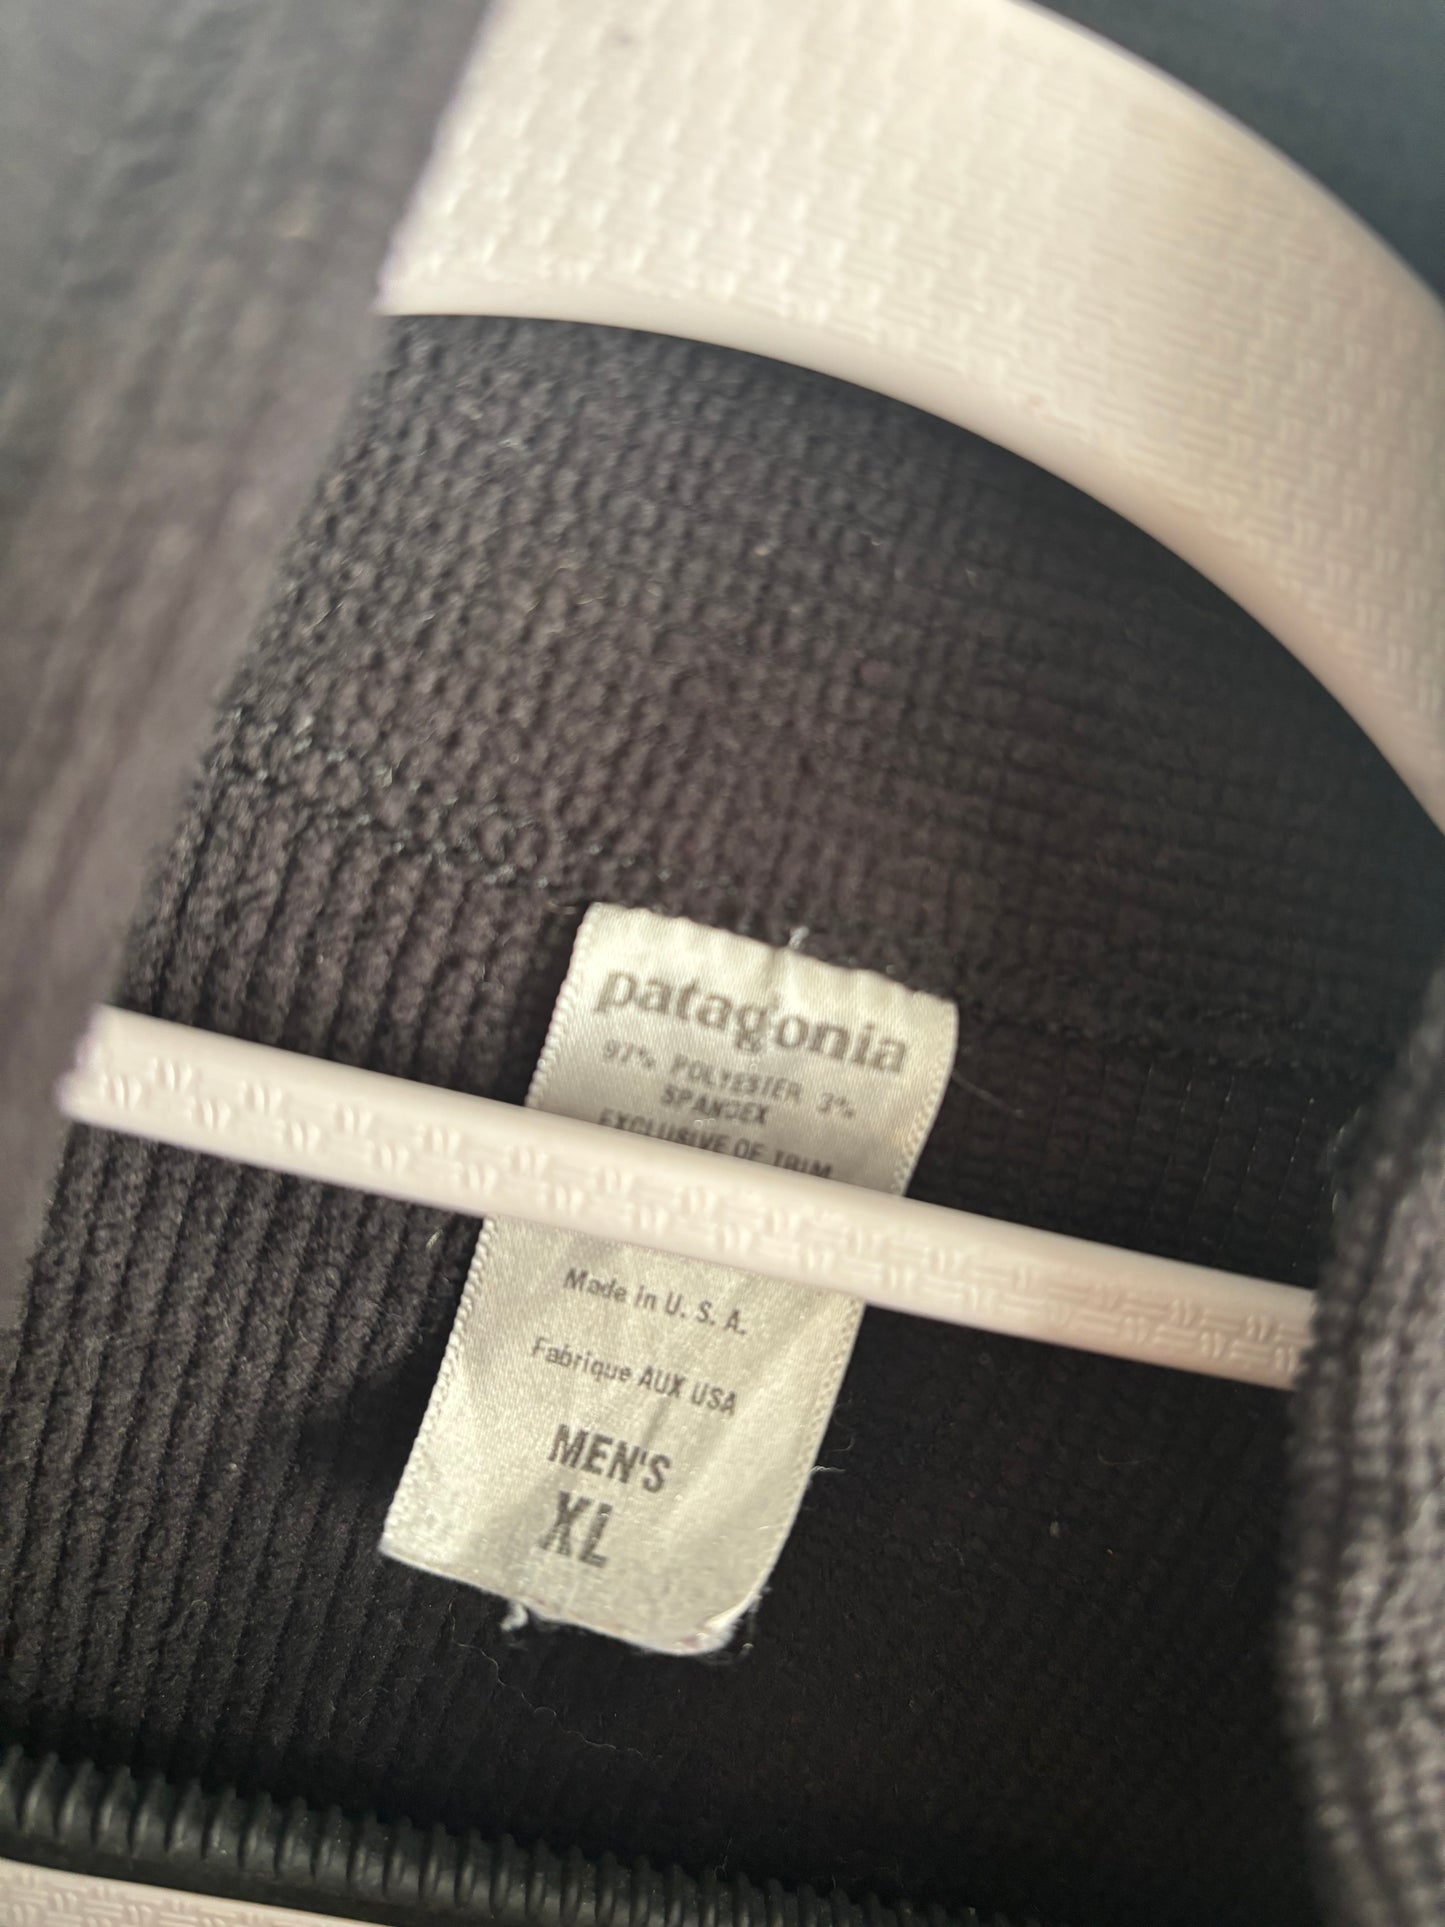 patagonia
97% POLYESTER 3%
SPANDEX
EXCLUSIVE OF TRIM
Made in U. S. A.
Fabrique AUX USA
MEN'S
XL